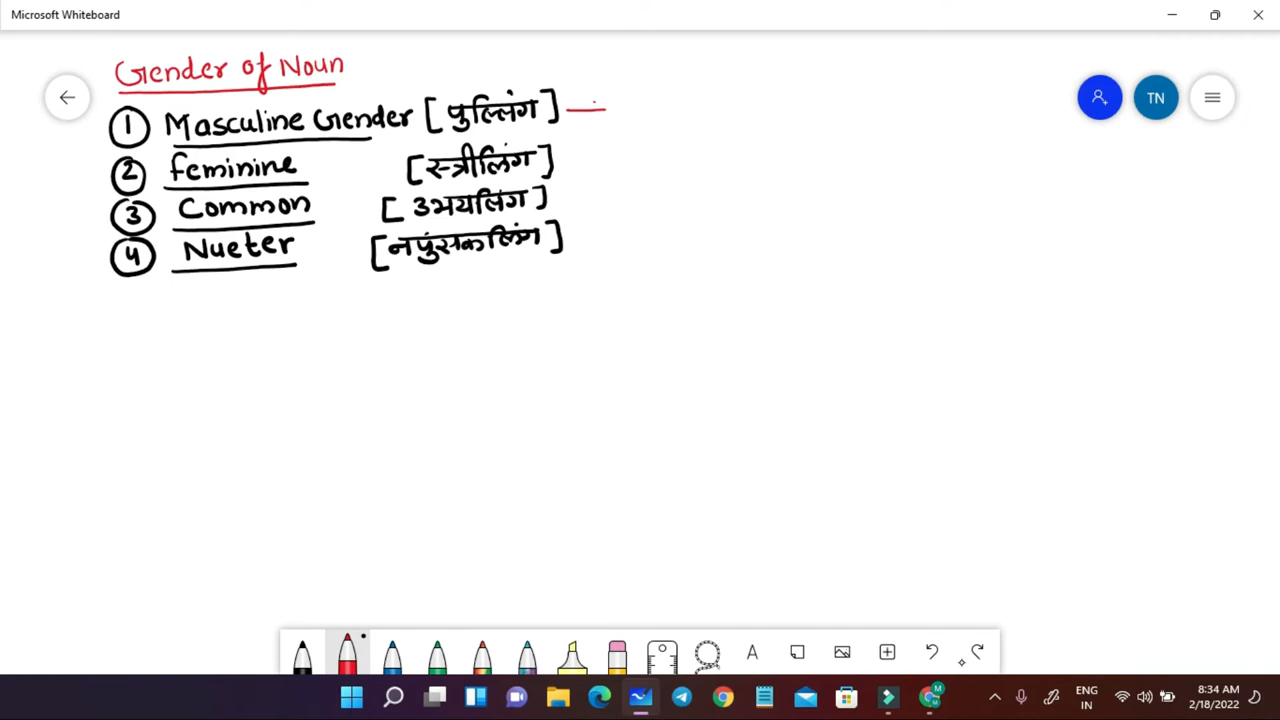 Microsoft Whiteboard
Gender of Noun
TN
1 Masculine Gender [पुल्लिंग] —
2 feminine [स्त्रीलिंग]
3 Common [उभयलिंग]
4 Nueter [नपुंसकलिंग]
A
ENG
IN
8:34 AM
2/18/2022